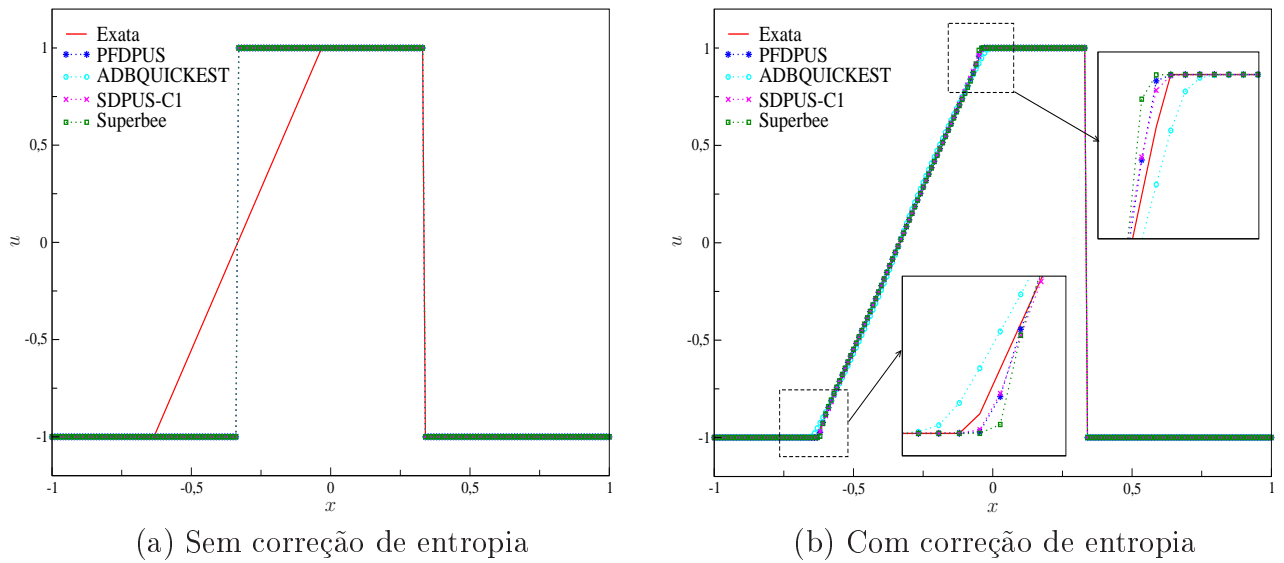 Exata
PFDPUS
ADBQUICKEST
SDPUS-C1
Superbee
1
0,5
0
-0,5
-1
u
-1
-0,5
0
0,5
1
x
(a) Sem correção de entropia
Exata
PFDPUS
ADBQUICKEST
SDPUS-C1
Superbee
1
0,5
0
-0,5
-1
u
-1
-0,5
0
0,5
1
x
(b) Com correção de entropia